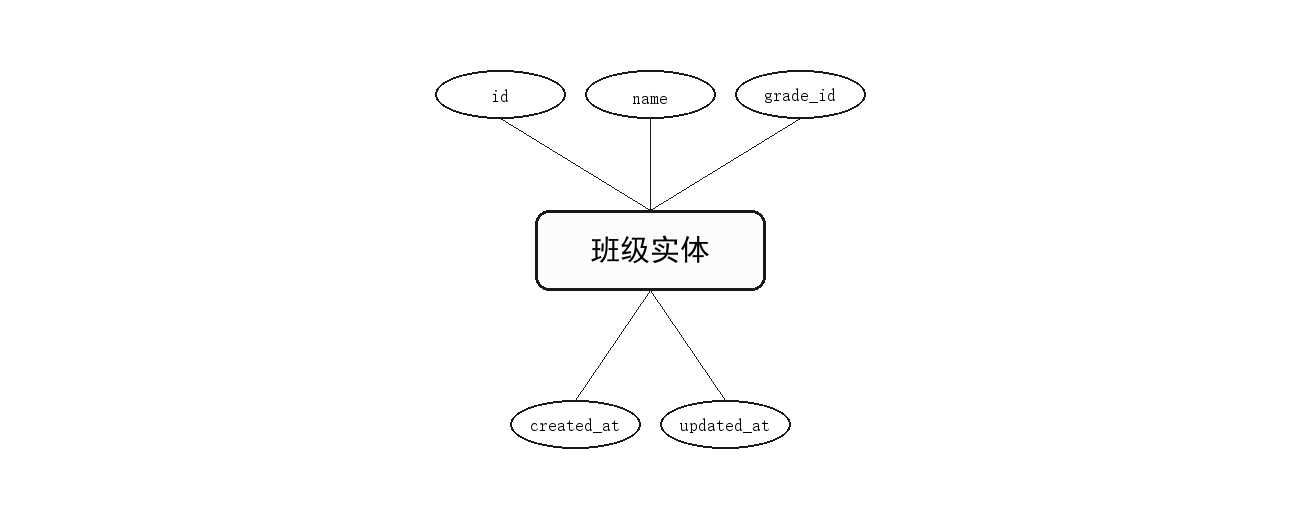 id
name
grade_id
班级实体
created_at
updated_at